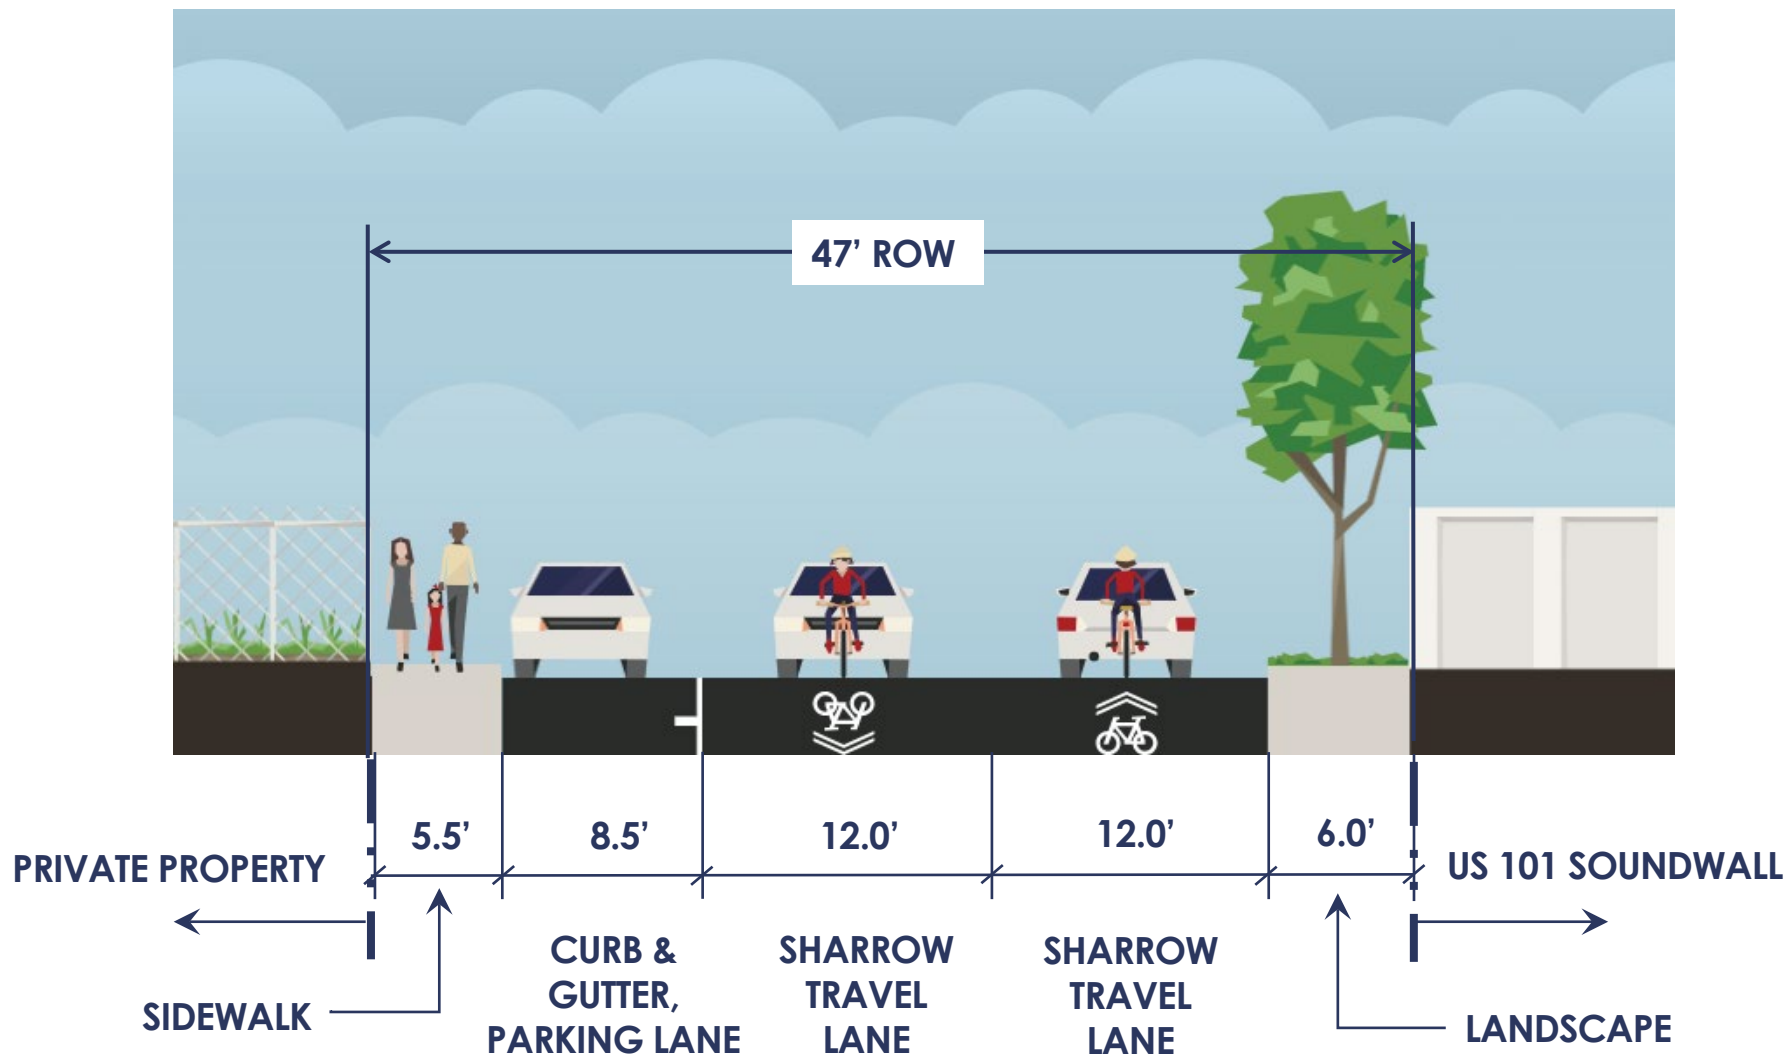 47’ ROW
5.5’
8.5’
12.0’
12.0’
6.0’
PRIVATE PROPERTY
US 101 SOUNDWALL
SIDEWALK
CURB &
GUTTER,
PARKING LANE
SHARROW
TRAVEL
LANE
SHARROW
TRAVEL
LANE
LANDSCAPE